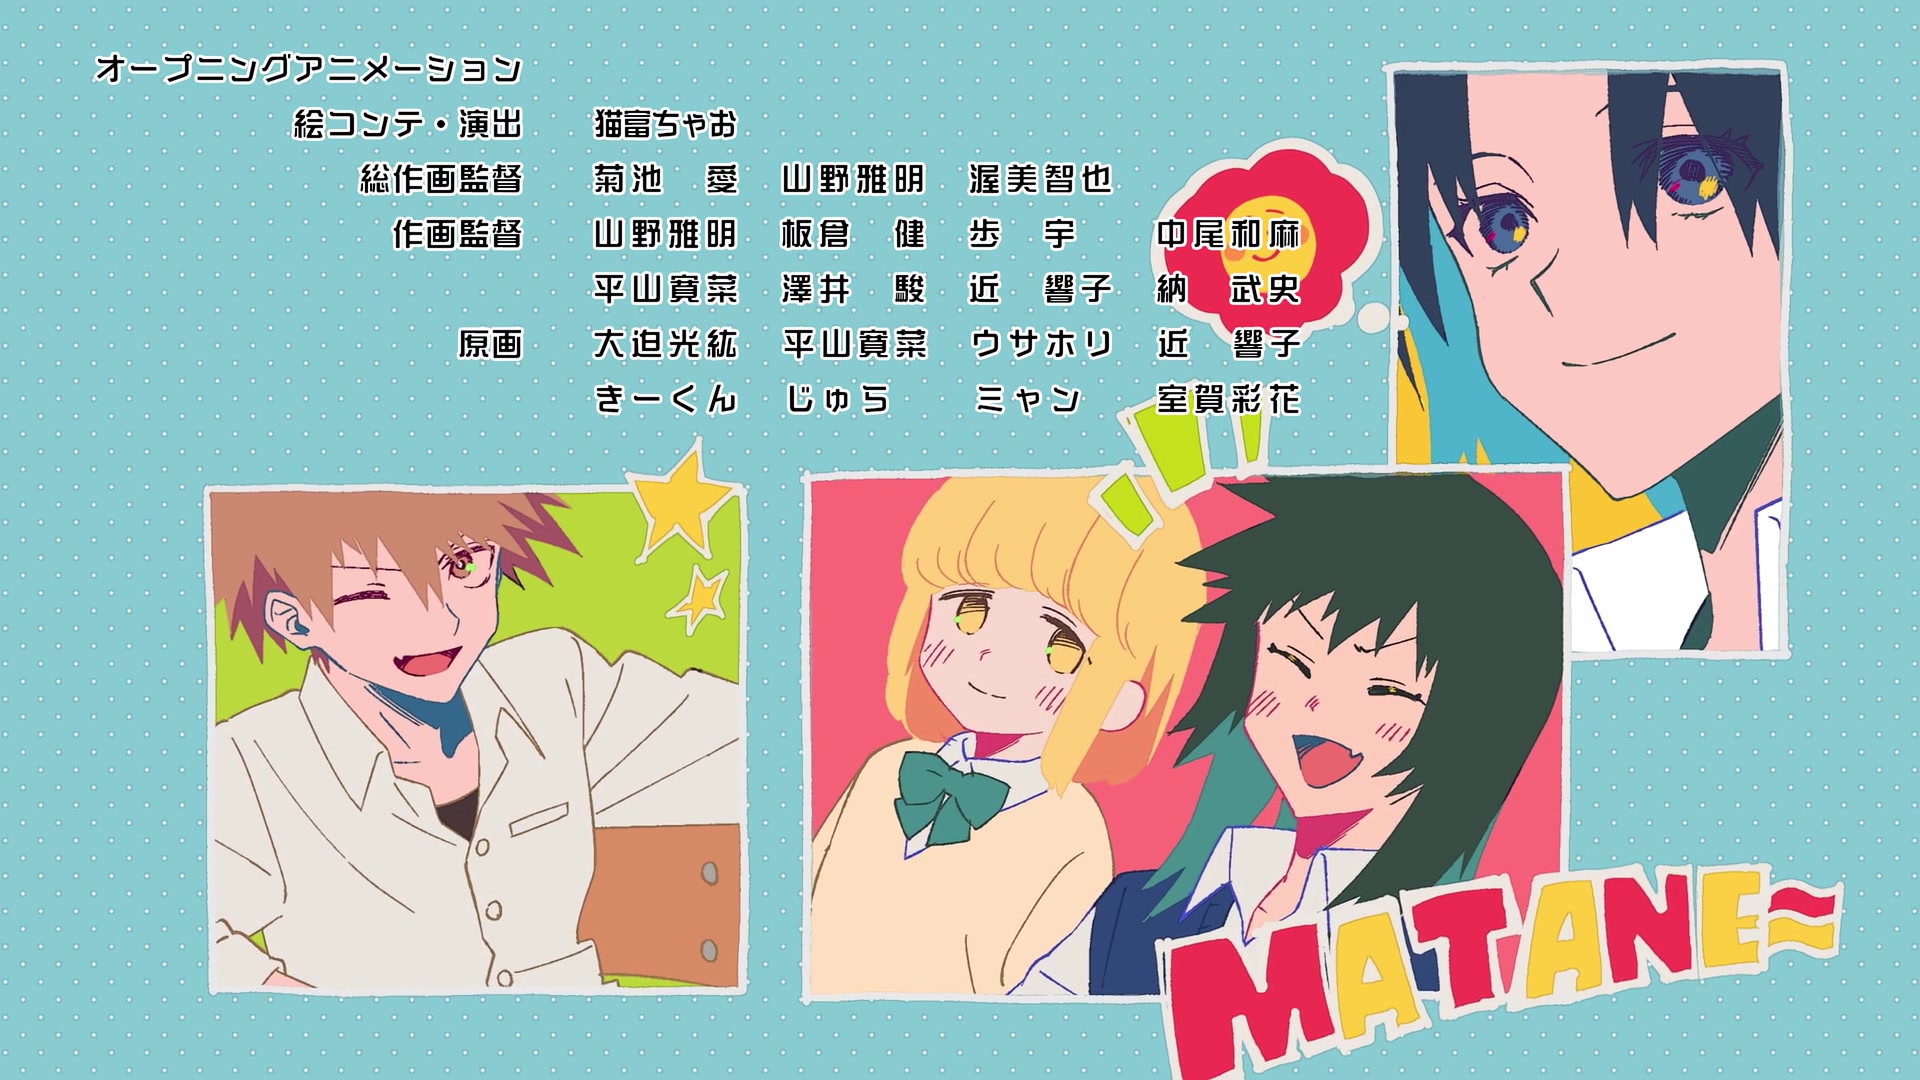 オープニングアニメーション
絵コンテ・演出 猫富ちゃお
総作画監督 菊池 愛 山野雅明 渥美智也
作画監督 山野雅明 板倉 健 歩 宇 中尾和麻
平山寛菜 澤井 駿 近 響子 納 武史
原画 大迫光紘 平山寛菜 ウサホリ 近 響子
きーくん じゅら ミャン 室賀彩花
MATANE~